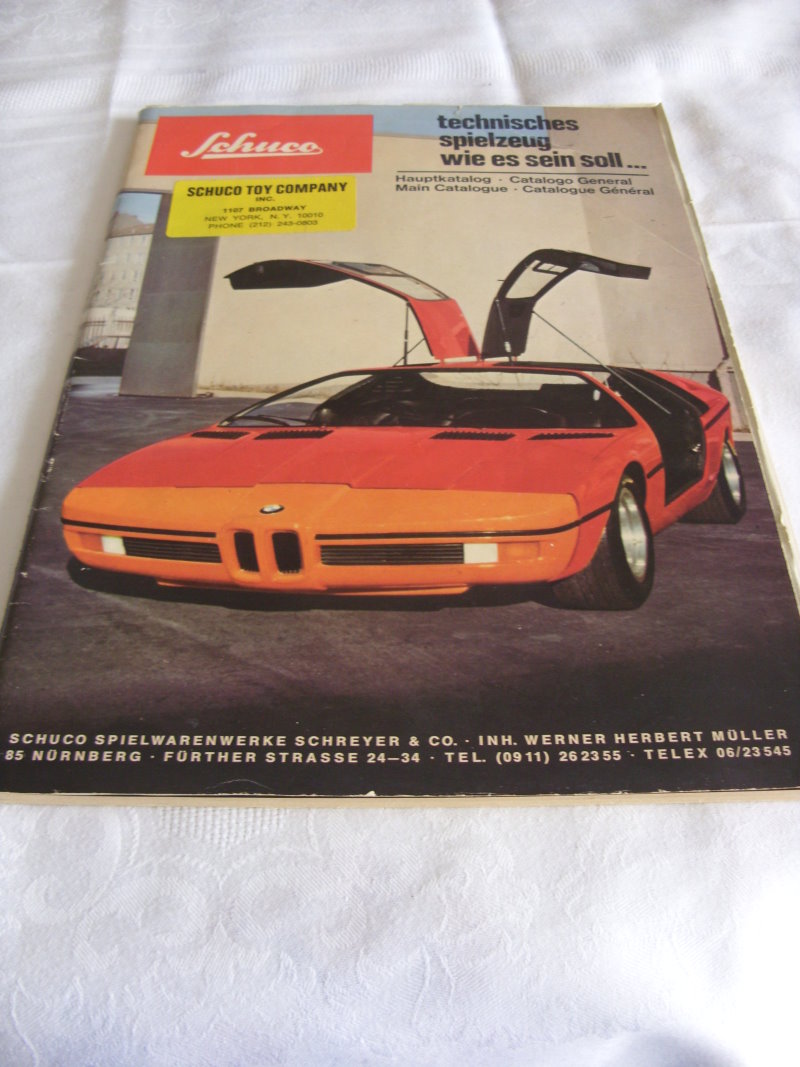 Schuco
technisches
spielzeug
wie es sein soll...
Hauptkatalog · Catalogo General
Main Catalogue · Catalogue Général
SCHUCO TOY COMPANY
INC.
1107 BROADWAY
NEW YORK, N. Y. 10010
PHONE (212) 243-0803
SCHUCO SPIELWARENWERKE SCHREYER & CO. · INH. WERNER HERBERT MÜLLER
85 NÜRNBERG · FÜRTHER STRASSE 24—34 · TEL. (0911) 262355 · TELEX 06/23545